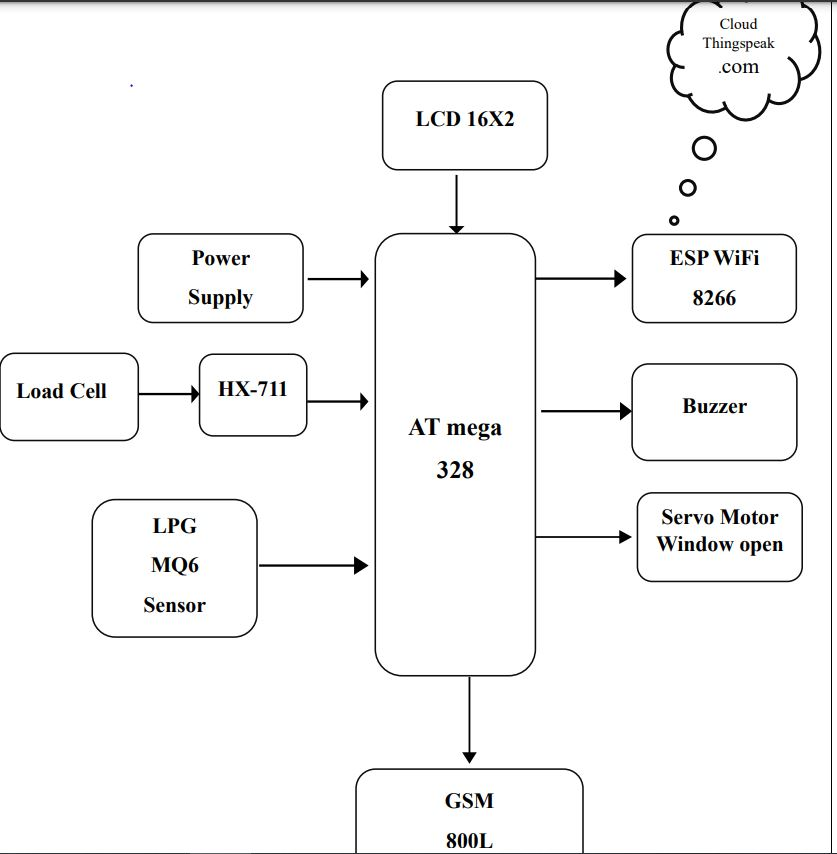 Cloud
Thingspeak
.com
LCD 16X2
Power
Supply
ESP WiFi
8266
Load Cell
HX-711
Buzzer
AT mega
328
LPG
MQ6
Sensor
Servo Motor
Window open
GSM
800L